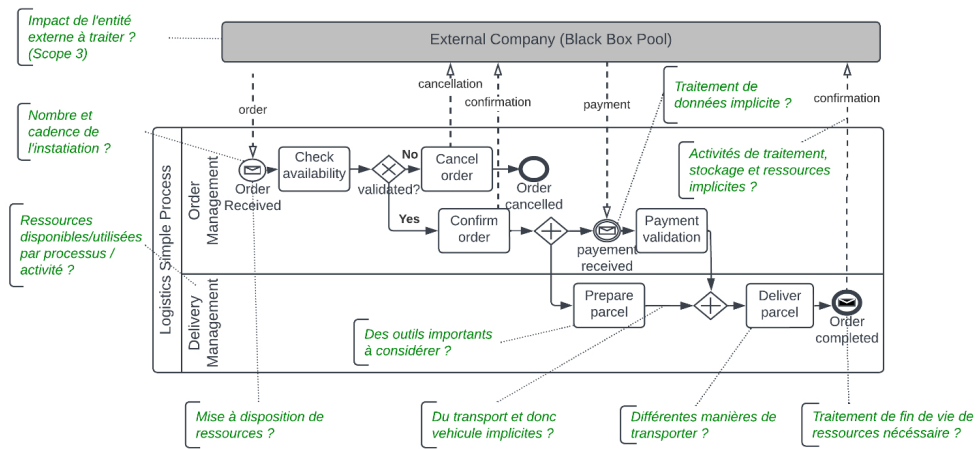 Impact de l'entité
externe à traiter ?
(Scope 3)
External Company (Black Box Pool)
cancellation
confirmation
order
payment
confirmation
Traitement de
données implicite ?
Nombre et
cadence de
l'instatiation ?
Activités de traitement,
stockage et ressources
implicites ?
Ressources
disponibles/utilisées
par processus /
activité ?
Logistics Simple Process
Order
Management
Order
Received
Check
availability
validated?
No
Cancel
order
Order
cancelled
Yes
Confirm
order
payement
received
Payment
validation
Delivery
Management
Prepare
parcel
Deliver
parcel
Order
completed
Des outils importants
à considérer ?
Mise à disposition de
ressources ?
Du transport et donc
vehicule implicites ?
Différentes manières de
transporter ?
Traitement de fin de vie de
ressources nécéssaire ?